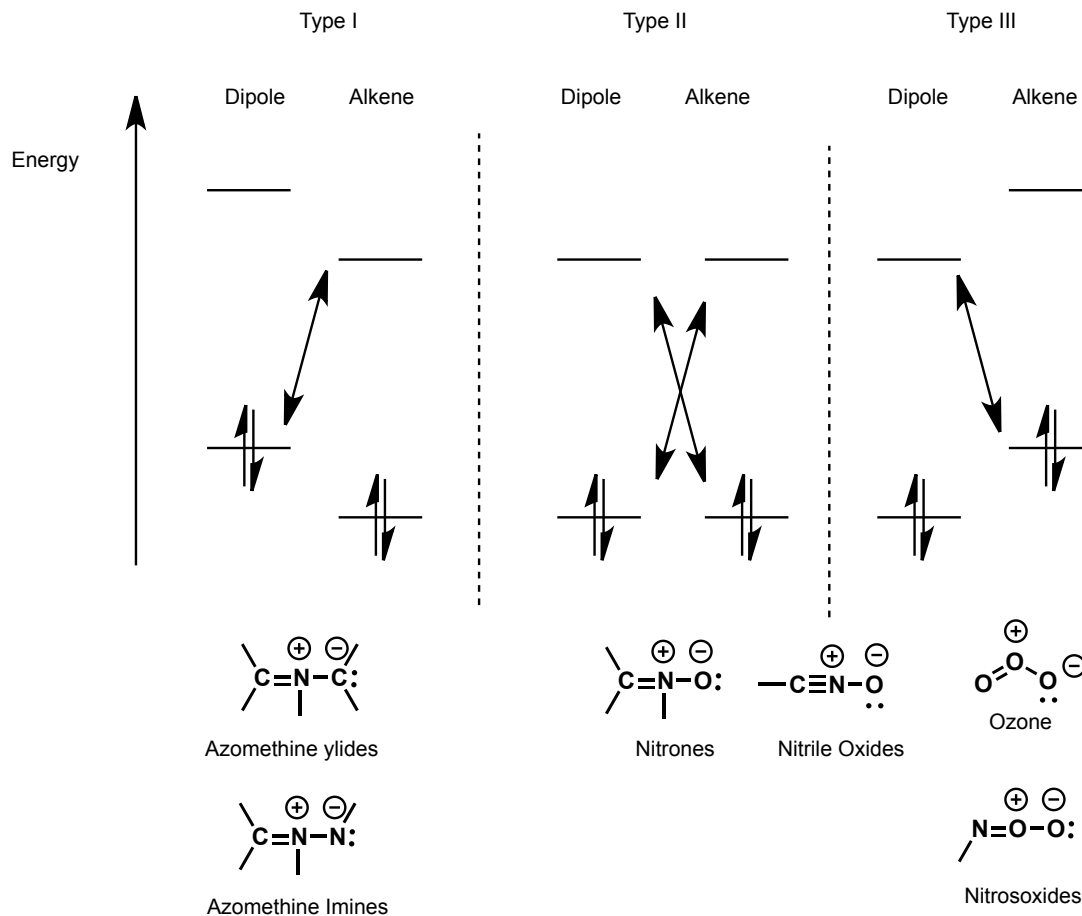 Type I Type II Type III
Dipole Alkene Dipole Alkene Dipole Alkene
Energy
C=N–C: C=N–O: C≡N–O O=O–O
+ − + − + − + −
Azomethine ylides Nitrones Nitrile Oxides Ozone
C=N–N: N=O–O:
+ − + −
Azomethine Imines Nitrosoxides